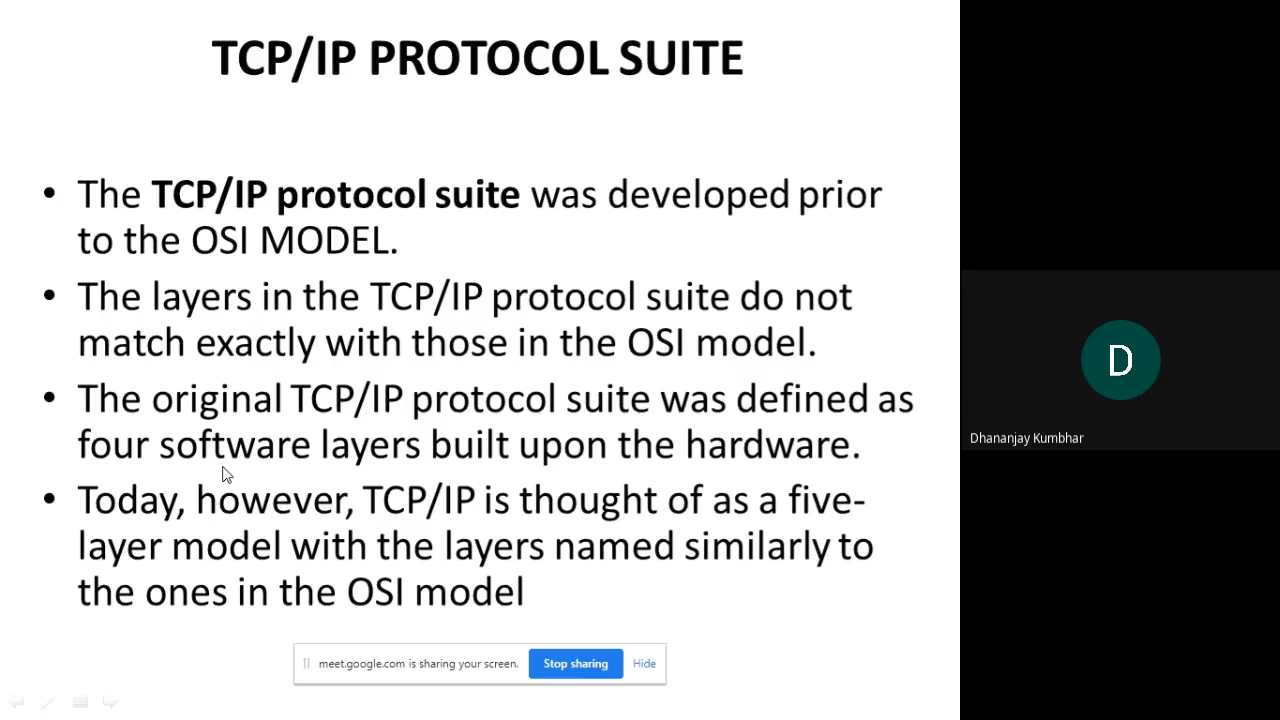 TCP/IP PROTOCOL SUITE
• The TCP/IP protocol suite was developed prior
to the OSI MODEL.
• The layers in the TCP/IP protocol suite do not
match exactly with those in the OSI model.
• The original TCP/IP protocol suite was defined as
four software layers built upon the hardware.
• Today, however, TCP/IP is thought of as a five-
layer model with the layers named similarly to
the ones in the OSI model
meet.google.com is sharing your screen. Stop sharing Hide
D
Dhananjay Kumbhar